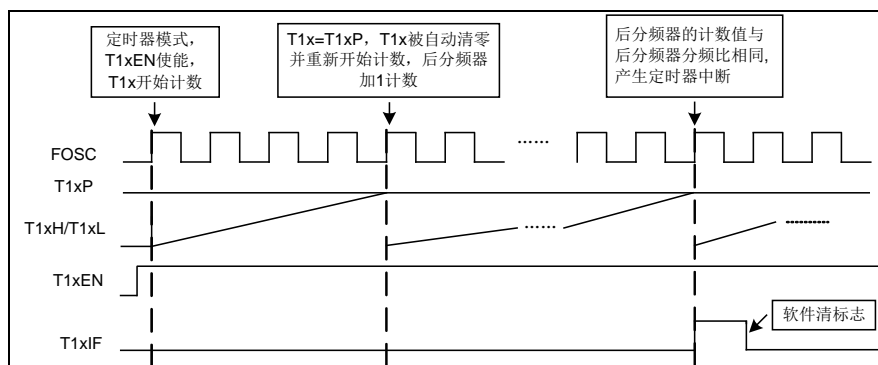 定时器模式，
T1xEN使能，
T1x开始计数
T1x=T1xP，T1x被自动清零
并重新开始计数，后分频器
加1计数
后分频器的计数值与
后分频器分频比相同，
产生定时器中断
FOSC
......
T1xP
T1xH/T1xL
......
T1xEN
软件清标志
T1xIF